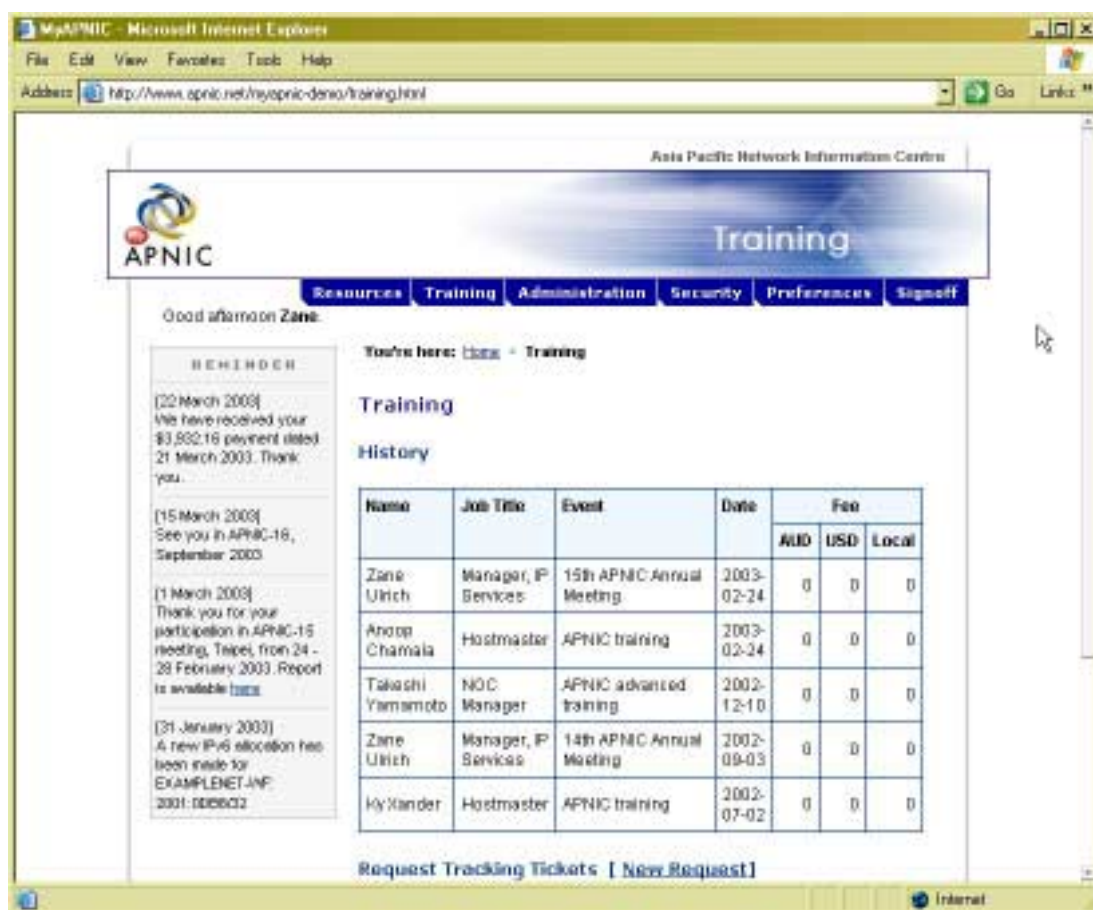 MyAPNIC - Microsoft Internet Explorer
File Edit View Favorites Tools Help
Address http://www.apnic.net/myapnic-demo/training.html Go Links »
Asia Pacific Network Information Centre
APNIC
Training
Resources Training Administration Security Preferences Signoff
Good afternoon Zane.
REMINDER
[22 March 2003]
We have received your
$3,932.16 payment dated
21 March 2003. Thank
you.
[15 March 2003]
See you in APNIC-16,
September 2003
[1 March 2003]
Thank you for your
participation in APNIC-15
meeting, Taipei, from 24 -
28 February 2003. Report
is available here
[31 January 2003]
A new IPv6 allocation has
been made for
You're here: Home Training
Training
History
Name Job Title Event Date Fee
AUD USD Local
Zane Ulrich Manager, IP Services 15th APNIC Annual Meeting 2003-02-24 0 0 0
Anoop Chamala Hostmaster APNIC training 2003-02-24 0 0 0
Takeshi Yamamoto NOC Manager APNIC advanced training 2002-12-10 0 0 0
Zane Ulrich Manager, IP Services 14th APNIC Annual Meeting 2002-09-03 0 0 0
Ky Xander Hostmaster APNIC training 2002-07-02 0 0 0
Request Tracking Tickets [ New Request ]
Internet